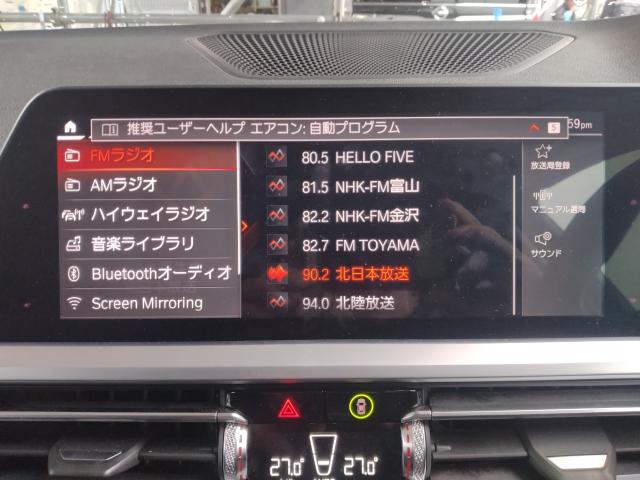 推奨ユーザーヘルプ エアコン: 自動プログラム
S
59pm
FMラジオ
AMラジオ
ハイウェイラジオ
音楽ライブラリ
Bluetoothオーディオ
Screen Mirroring
80.5 HELLO FIVE
81.5 NHK-FM富山
82.2 NHK-FM金沢
82.7 FM TOYAMA
90.2 北日本放送
94.0 北陸放送
放送局登録
マニュアル選局
サウンド
27.0° 27.0°